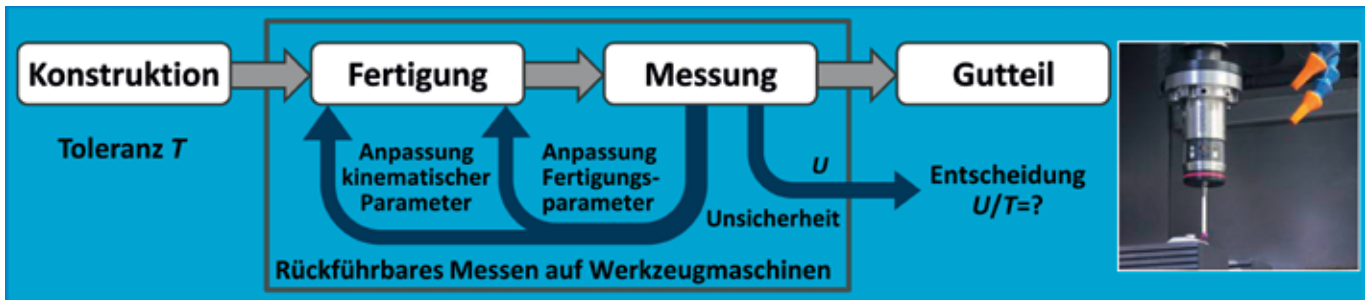 Konstruktion
Fertigung
Messung
Gutteil
Toleranz T
Anpassung
kinematischer
Parameter
Anpassung
Fertigungs-
parameter
U
Unsicherheit
Entscheidung
U/T=?
Rückführbares Messen auf Werkzeugmaschinen